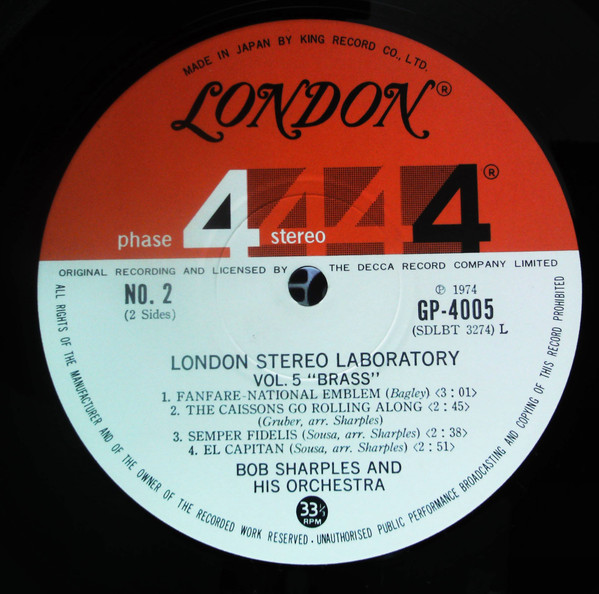 MADE IN JAPAN BY KING RECORD CO., LTD.
LONDON®
phase 4 stereo 4 4 4®
ORIGINAL RECORDING AND LICENSED BY THE DECCA RECORD COMPANY LIMITED
NO. 2
(2 Sides)
℗ 1974
GP-4005
(SDLBT 3274) L
LONDON STEREO LABORATORY
VOL. 5 "BRASS"
1. FANFARE-NATIONAL EMBLEM (Bagley) <3:01>
2. THE CAISSONS GO ROLLING ALONG <2:45>
(Gruber, arr. Sharples)
3. SEMPER FIDELIS (Sousa, arr. Sharples) <2:38>
4. EL CAPITAN (Sousa, arr. Sharples) <2:51>
BOB SHARPLES AND
HIS ORCHESTRA
33⅓
RPM
ALL RIGHTS OF THE MANUFACTURER AND OF THE OWNER OF THE RECORDED WORK RESERVED · UNAUTHORISED PUBLIC PERFORMANCE BROADCASTING AND COPYING OF THIS RECORD PROHIBITED